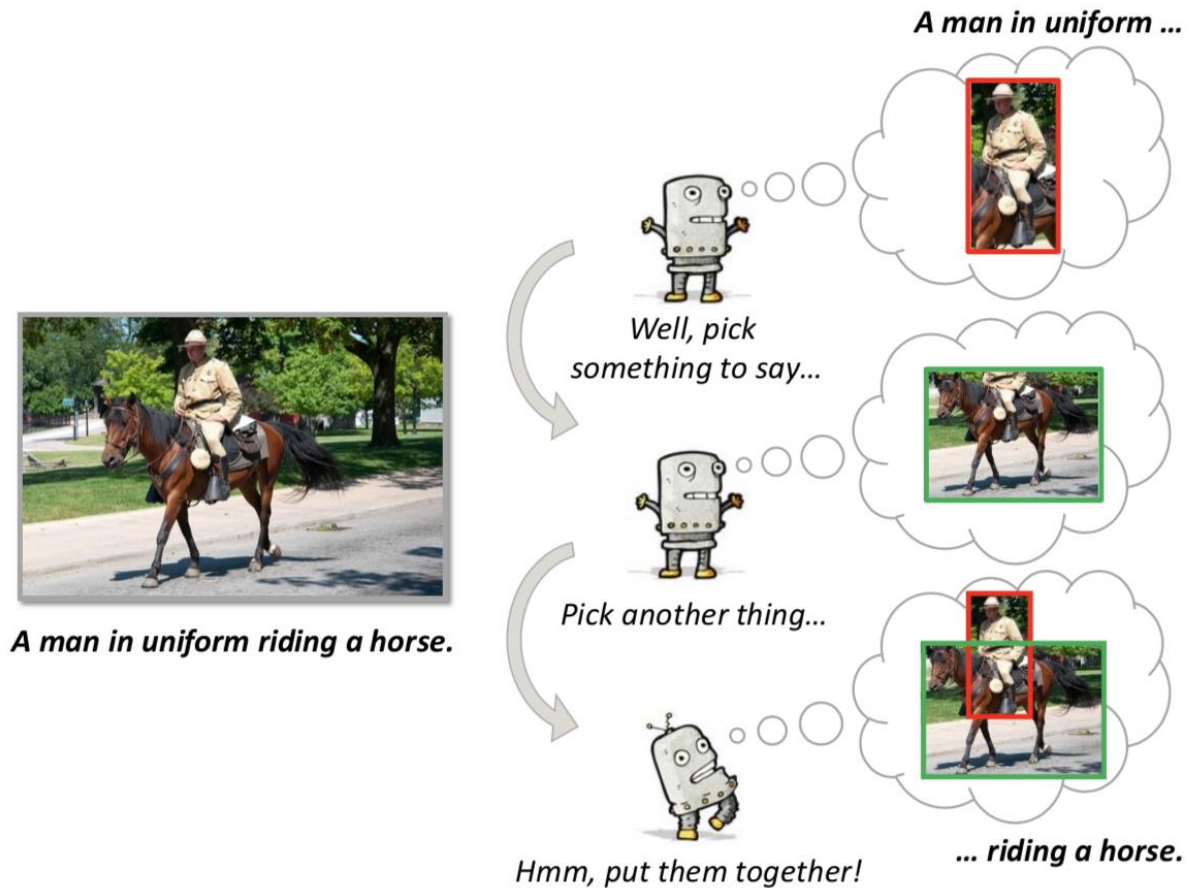 A man in uniform …
Well, pick
something to say…
A man in uniform riding a horse.
Pick another thing…
Hmm, put them together!
… riding a horse.